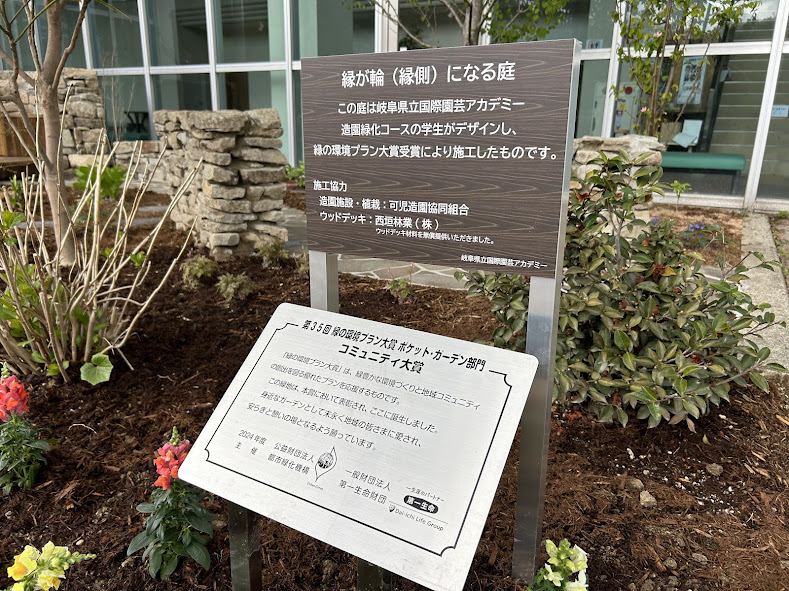 縁が輪（縁側）になる庭
この庭は岐阜県立国際園芸アカデミー
造園緑化コースの学生がデザインし、
緑の環境プラン大賞受賞により施工したものです。
施工協力
造園施設・植栽：可児造園協同組合
ウッドデッキ：西垣林業（株）
ウッドデッキ材料を無償提供いただきました。
岐阜県立国際園芸アカデミー
第35回 緑の環境プラン大賞 ポケット・ガーデン部門
コミュニティ大賞
「緑の環境プラン大賞」は、緑豊かな環境づくりと地域コミュニティ
の創出を図る優れたプランを応援するものです。
この緑地は、本賞において表彰され、ここに誕生しました。
身近なガーデンとして末永く地域の皆さまに愛され、
安らぎと憩いの場となるよう願っています。
2024年度
主催
公益財団法人
都市緑化機構
一般財団法人
第一生命財団
一生涯のパートナー
第一生命
Dai-ichi Life Group